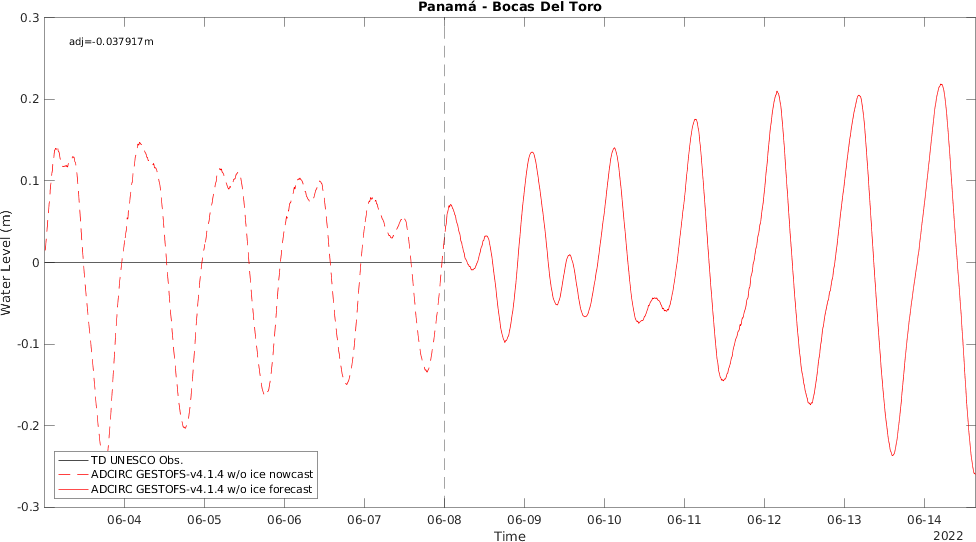 Panamá - Bocas Del Toro
adj=-0.037917m
0.3
0.2
0.1
0
-0.1
-0.2
-0.3
Water Level (m)
TD UNESCO Obs.
ADCIRC GESTOFS-v4.1.4 w/o ice nowcast
ADCIRC GESTOFS-v4.1.4 w/o ice forecast
06-04 06-05 06-06 06-07 06-08 06-09 06-10 06-11 06-12 06-13 06-14
Time
2022